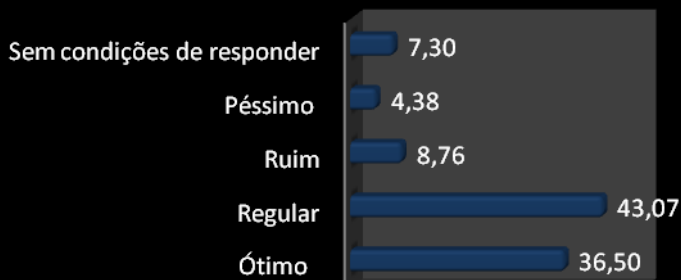 Sem condições de responder 7,30
Péssimo 4,38
Ruim 8,76
Regular 43,07
Ótimo 36,50